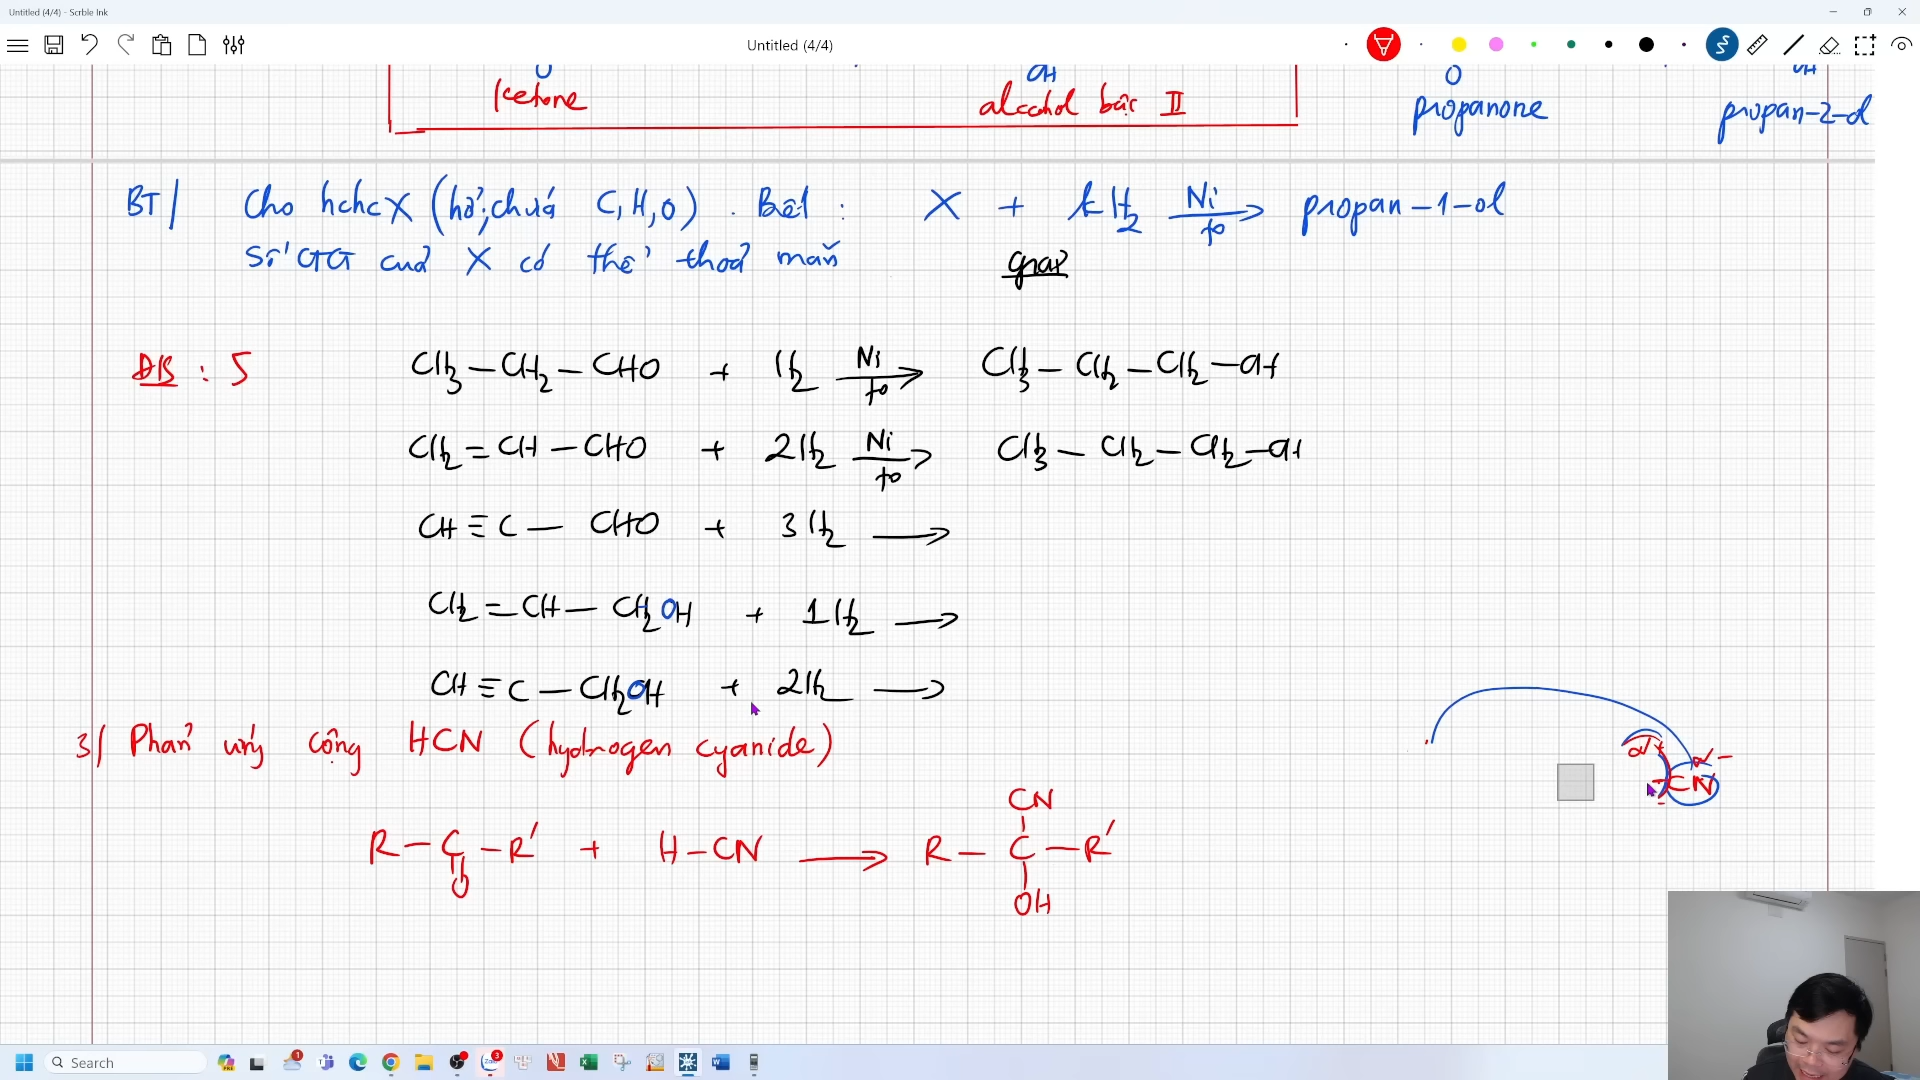 Untitled (4/4) - Scrble Ink
Untitled (4/4)
O OH O OH
ketone alcohol bậc II propanone propan-2-ol
BT/ Cho hchc X (hở, chứa C, H, O). Biết: X + kH2 Ni t° propan-1-ol
Số CTCT của X có thể thoả mãn
ĐS: 5 CH3-CH2-CHO + H2 Ni t° CH3-CH2-CH2-OH
CH2=CH-CHO + 2H2 Ni t° CH3-CH2-CH2-OH
CH≡C-CHO + 3H2 →
CH2=CH-CH2OH + 1H2 →
CH≡C-CH2OH + 2H2 →
3/ Phản ứng cộng HCN (hydrogen cyanide)
CN
CN
R-C-R' + H-CN → R-C-R'
O OH
Search